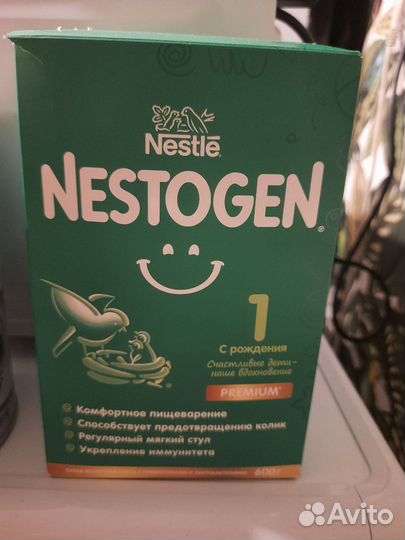 Nestlé
NESTOGEN®
1
С рождения
Счастливые дети-
наше вдохновение
PREMIUM
Комфортное пищеварение
Способствует предотвращению колик
Регулярный мягкий стул
Укрепление иммунитета
600г
Avito